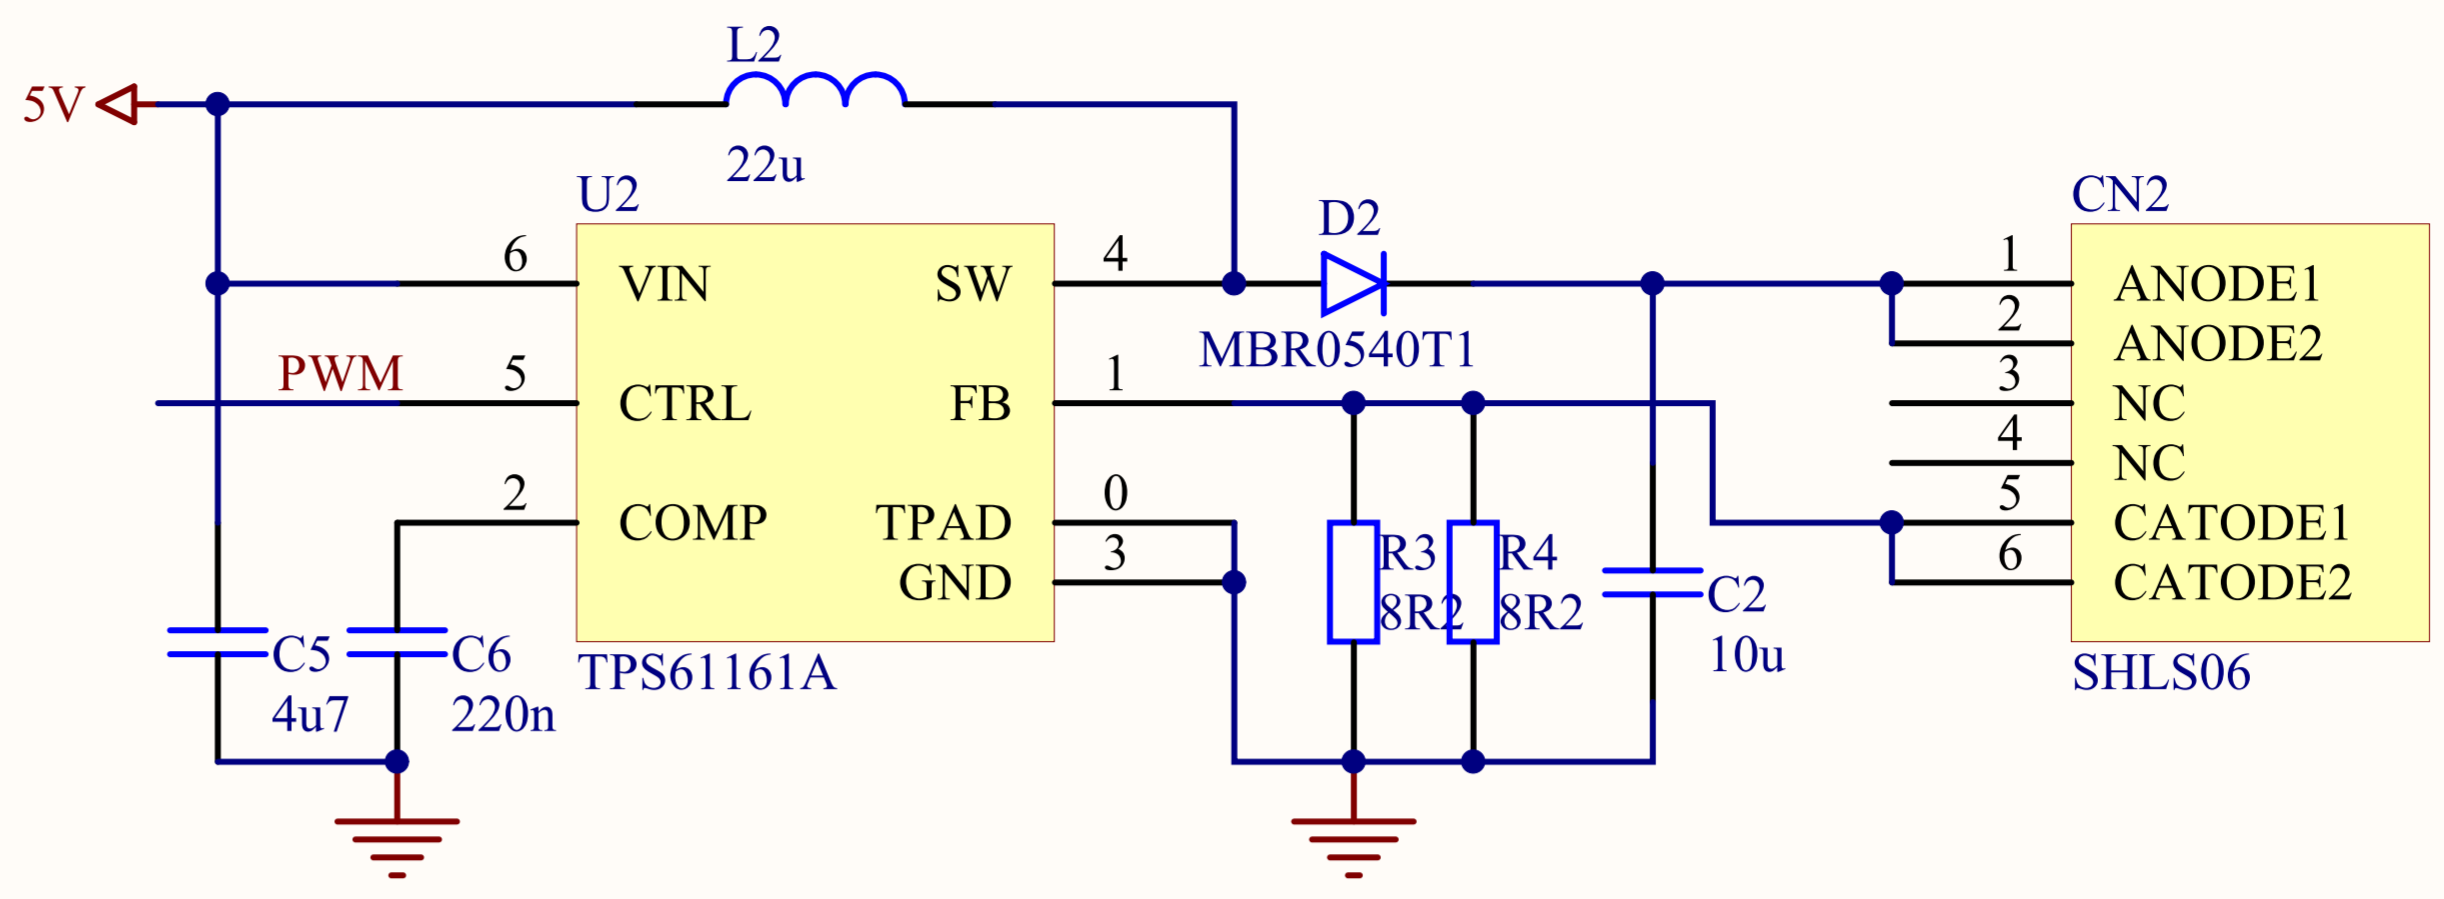 L2
5V
22u
U2
CN2
D2
6
VIN
SW
4
1
ANODE1
2
ANODE2
MBR0540T1
PWM
5
CTRL
FB
1
3
NC
4
NC
2
COMP
TPAD
0
5
CATODE1
R3
R4
3
GND
6
CATODE2
8R2
8R2
C2
10u
C5
C6
TPS61161A
SHLS06
4u7
220n